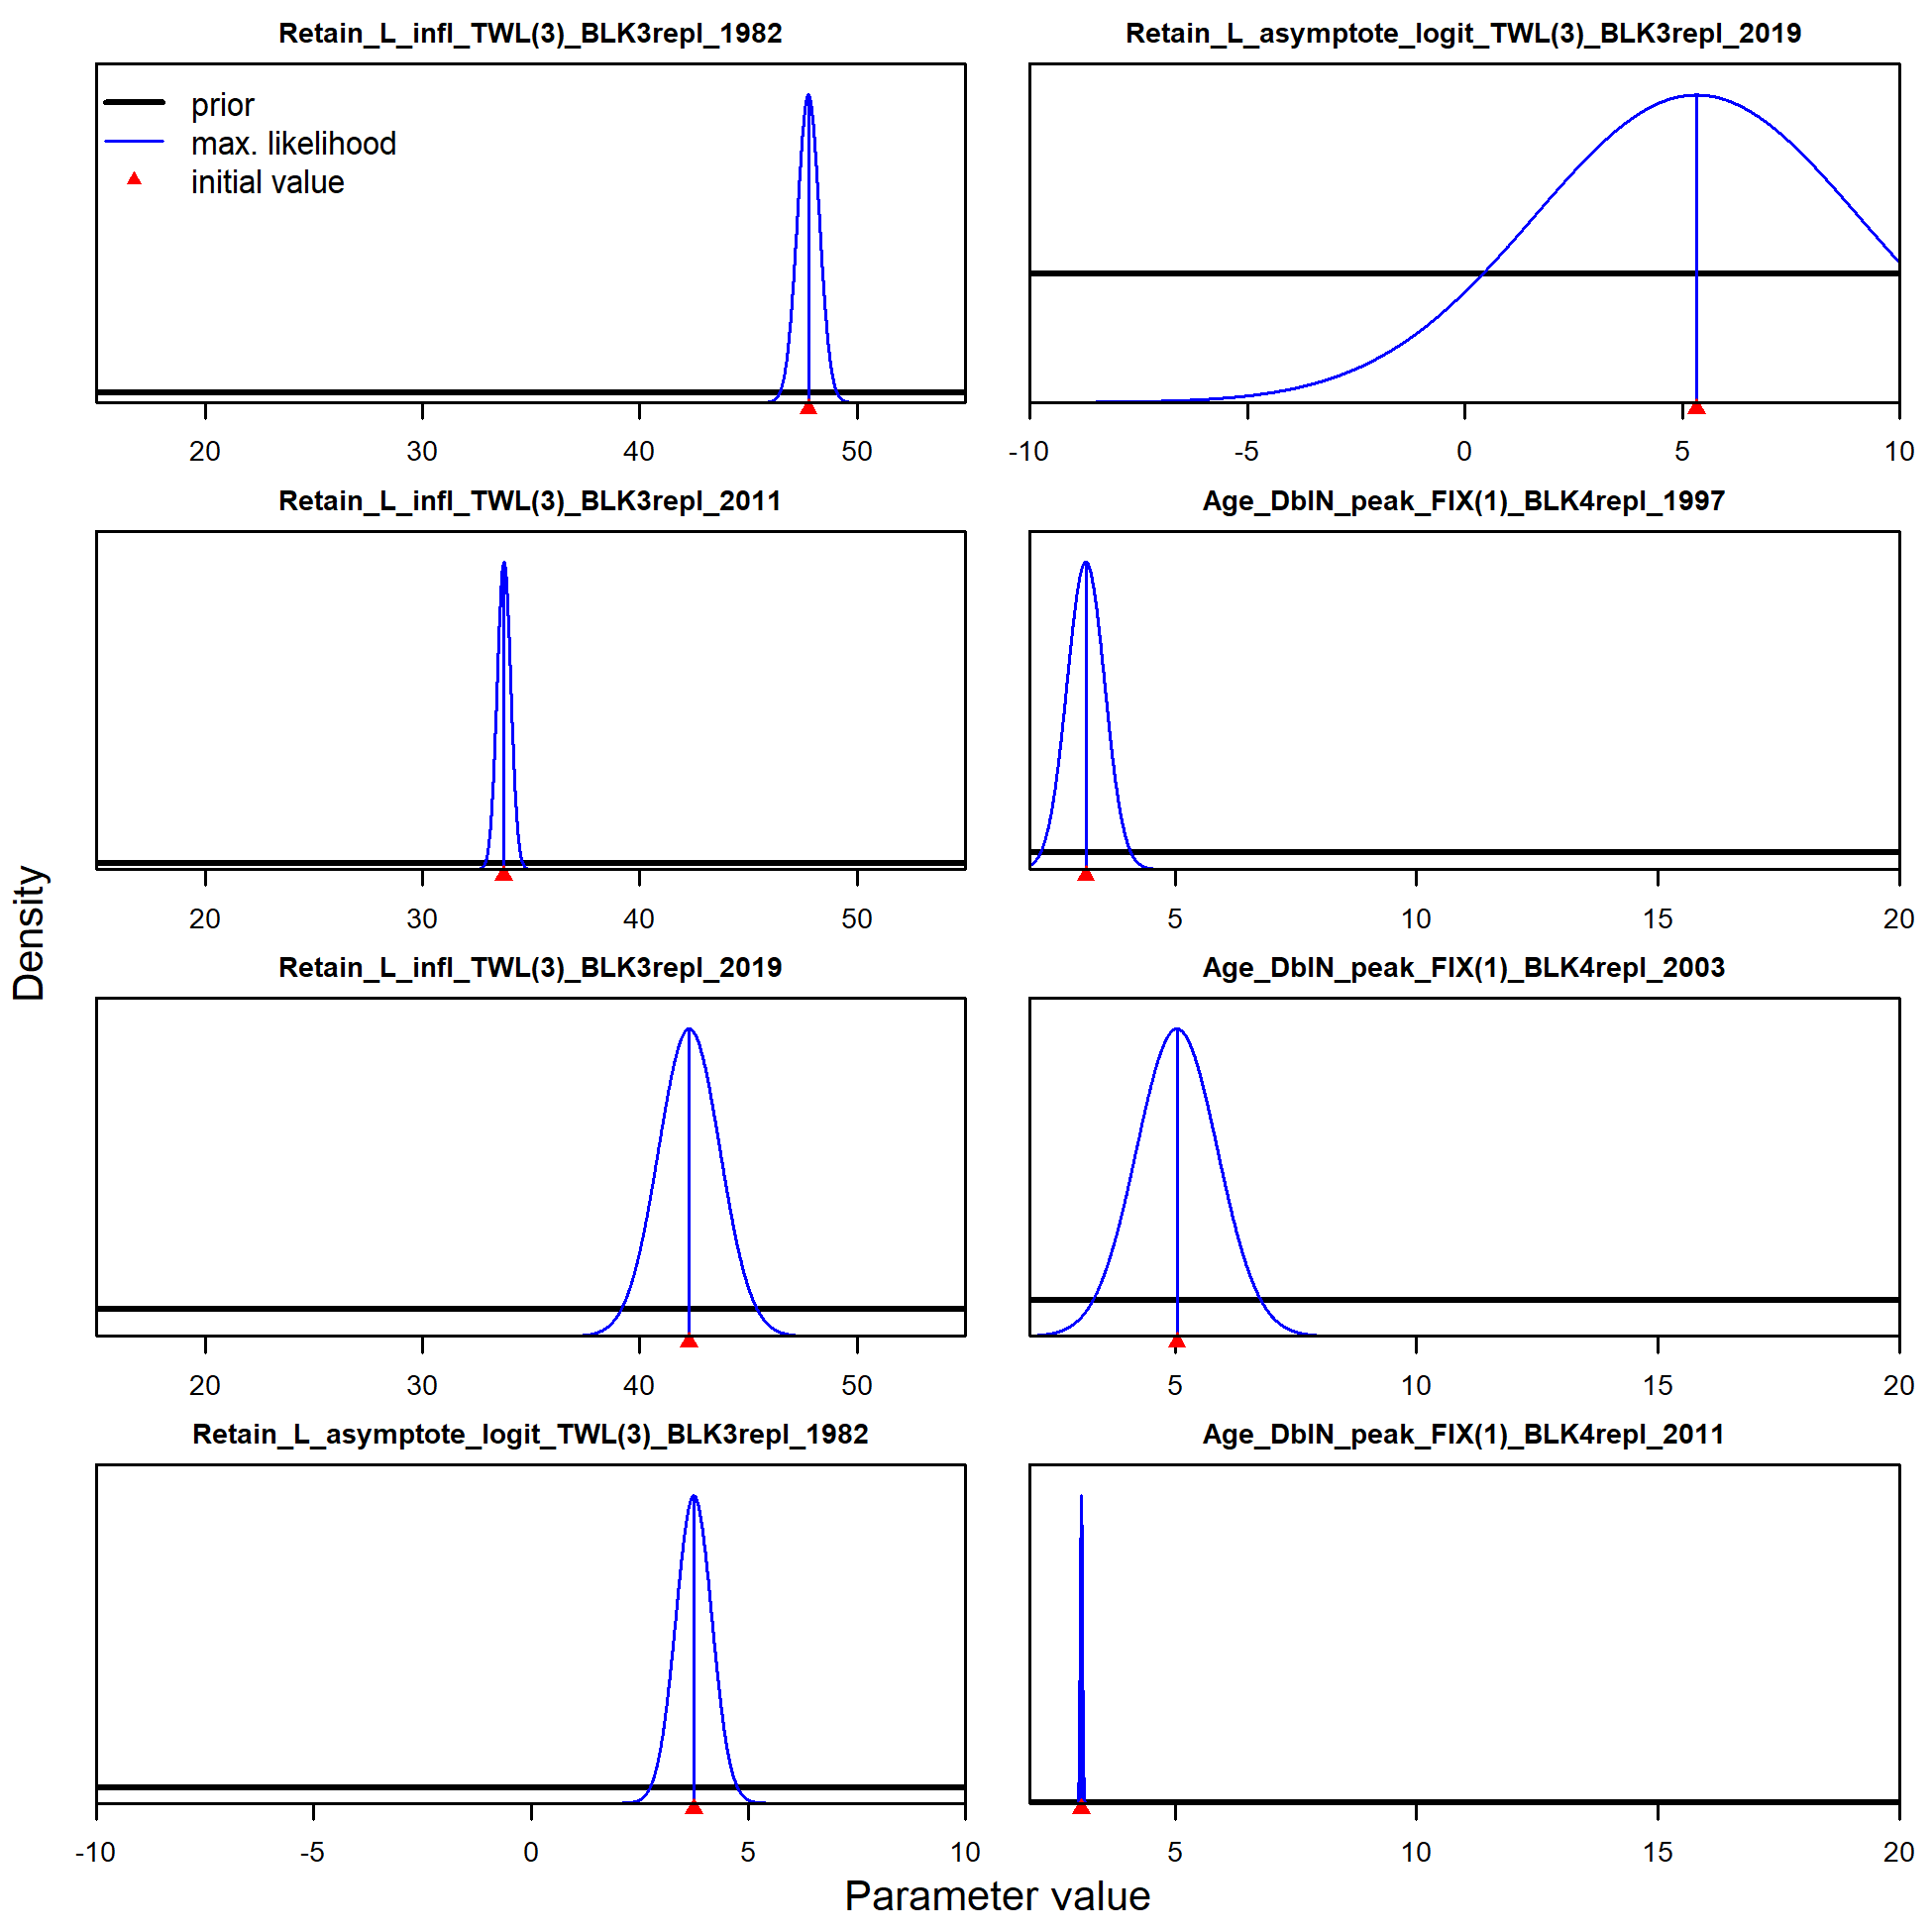 Retain_L_infl_TWL(3)_BLK3repl_1982
prior
max. likelihood
initial value
20 30 40 50
Retain_L_asymptote_logit_TWL(3)_BLK3repl_2019
-10 -5 0 5 10
Retain_L_infl_TWL(3)_BLK3repl_2011
20 30 40 50
Age_DblN_peak_FIX(1)_BLK4repl_1997
5 10 15 20
Retain_L_infl_TWL(3)_BLK3repl_2019
20 30 40 50
Age_DblN_peak_FIX(1)_BLK4repl_2003
5 10 15 20
Retain_L_asymptote_logit_TWL(3)_BLK3repl_1982
-10 -5 0 5 10
Age_DblN_peak_FIX(1)_BLK4repl_2011
5 10 15 20
Density
Parameter value